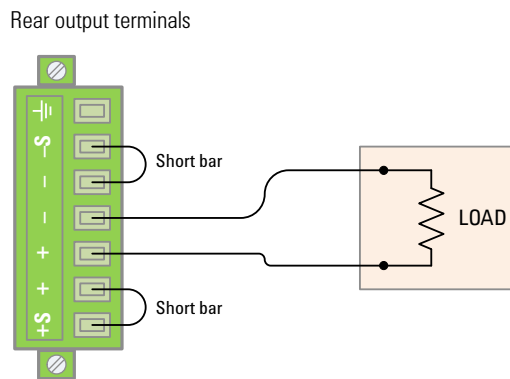 Rear output terminals
–S
–
–
+
+
+S
Short bar
LOAD
Short bar